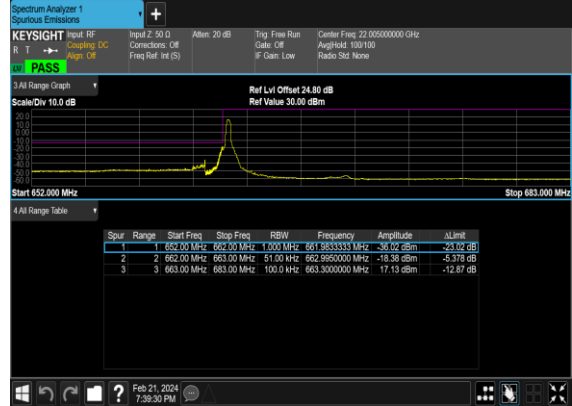 Spectrum Analyzer 1
Spurious Emissions
+
KEYSIGHT Input: RF Input Z: 50 Ω Atten: 20 dB Trig: Free Run Center Freq: 22.005000000 GHz
R T Coupling: DC Corrections: Off Gate: Off Avg|Hold: 100/100
Align: Off Freq Ref: Int (S) IF Gain: Low Radio Std: None
PASS
3 All Range Graph
Ref Lvl Offset 24.80 dB
Scale/Div 10.0 dB Ref Value 30.00 dBm
20.0
10.0
0.00
-10.0
-20.0
-30.0
-40.0
-50.0
-60.0
Start 652.000 MHz Stop 683.000 MHz
4 All Range Table
Spur Range Start Freq Stop Freq RBW Frequency Amplitude ΔLimit
1 1 652.00 MHz 662.00 MHz 1.000 MHz 661.9833333 MHz -36.02 dBm -23.02 dB
2 2 662.00 MHz 663.00 MHz 51.00 kHz 662.9950000 MHz -18.38 dBm -5.378 dB
3 3 663.00 MHz 683.00 MHz 100.0 kHz 663.3000000 MHz 17.13 dBm -12.87 dB
? Feb 21, 2024
7:39:30 PM